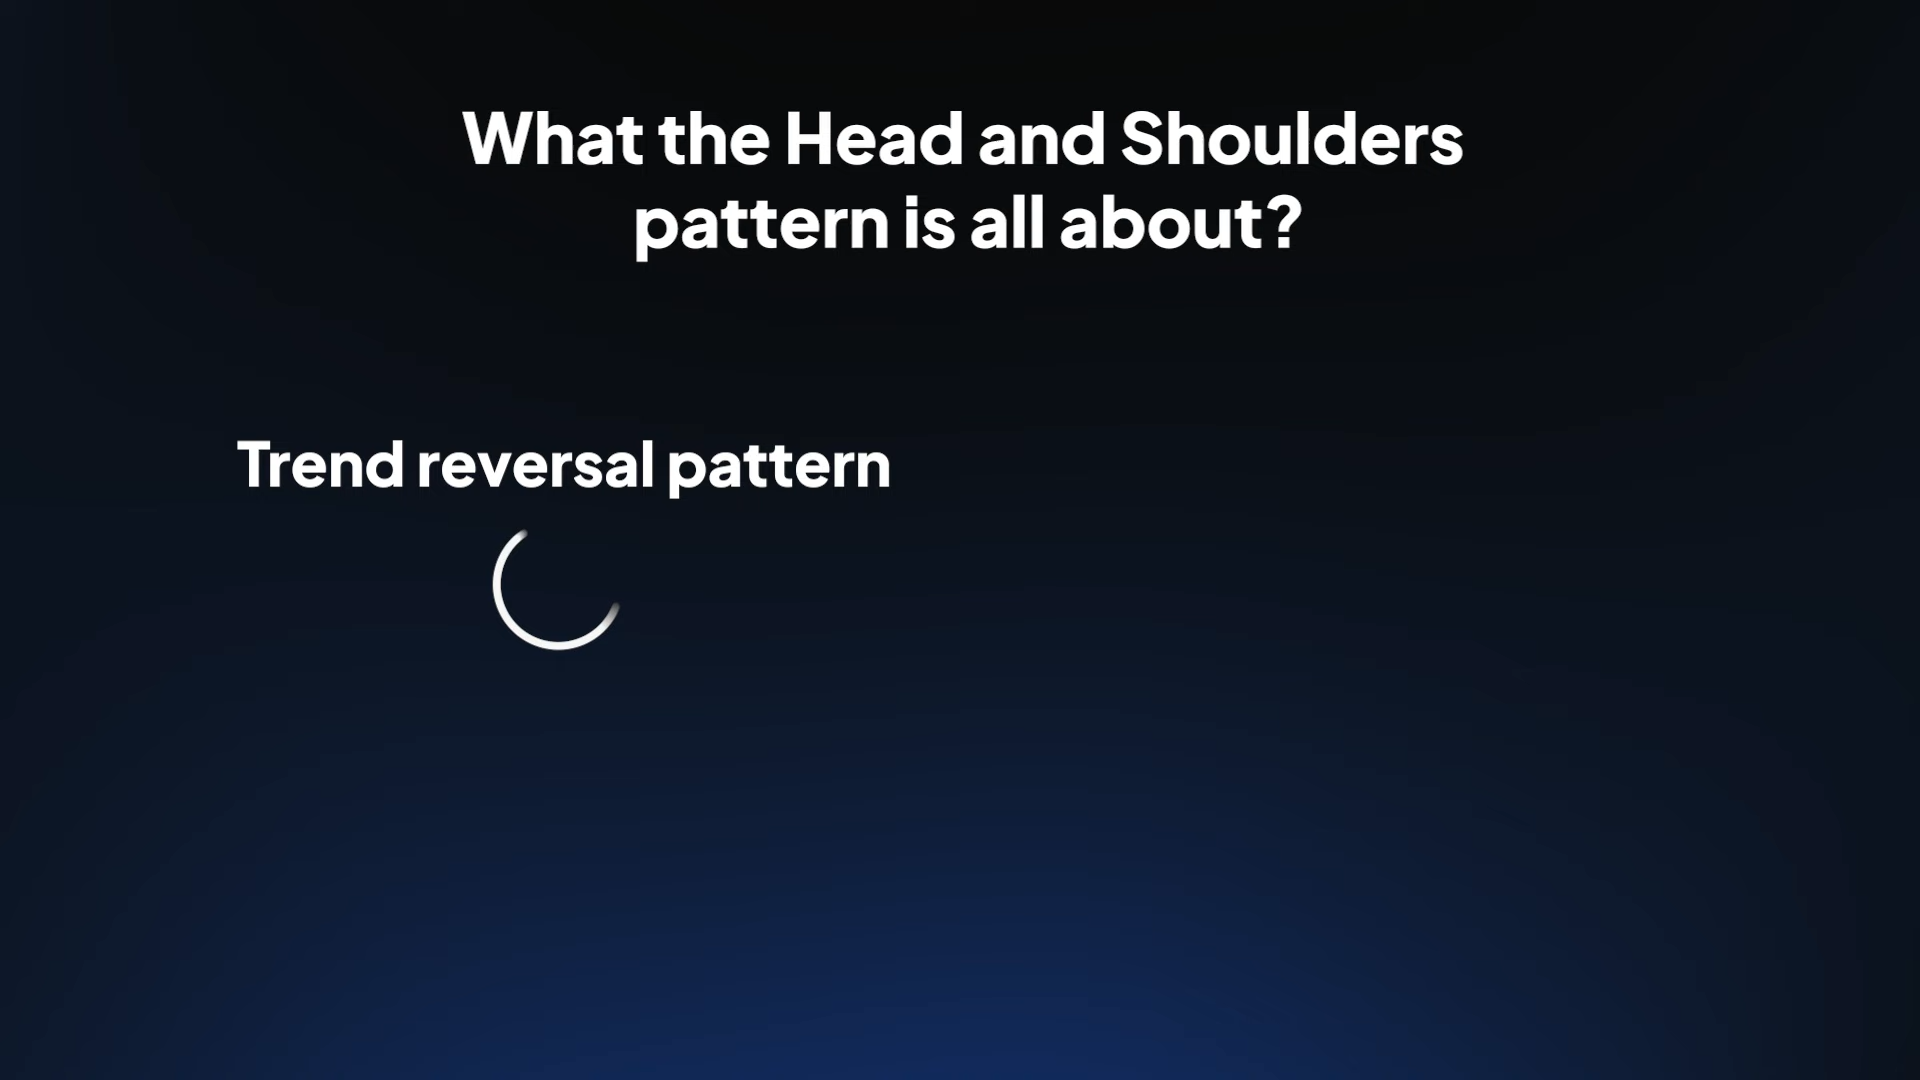 What the Head and Shoulders
pattern is all about?
Trend reversal pattern